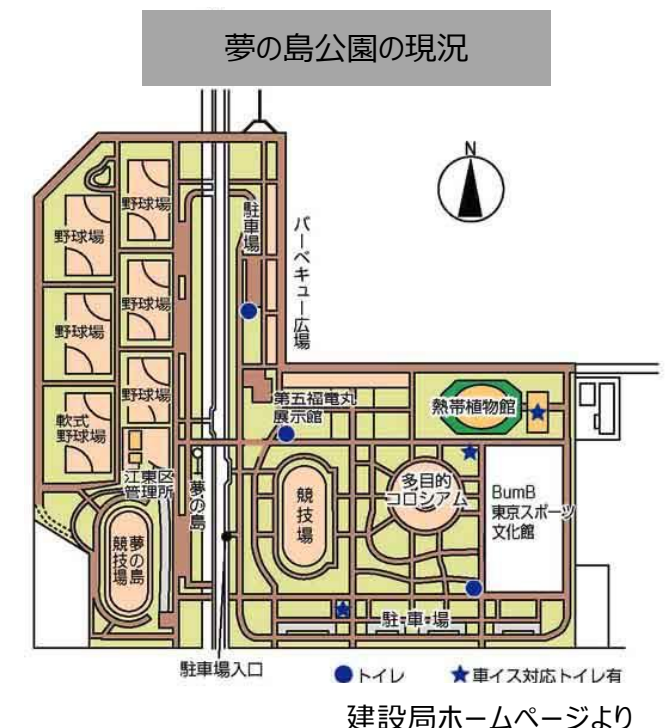 夢の島公園の現況
N
野球場
野球場
駐車場
バーベキュー広場
野球場
野球場
野球場
軟式
野球場
第五福竜丸
展示館
熱帯植物館
江東区
管理所
夢の島
競技場
多目的
コロシアム
BumB
東京スポーツ
文化館
夢の島
競技場
駐車場
駐車場入口
トイレ
車イス対応トイレ有
建設局ホームページより